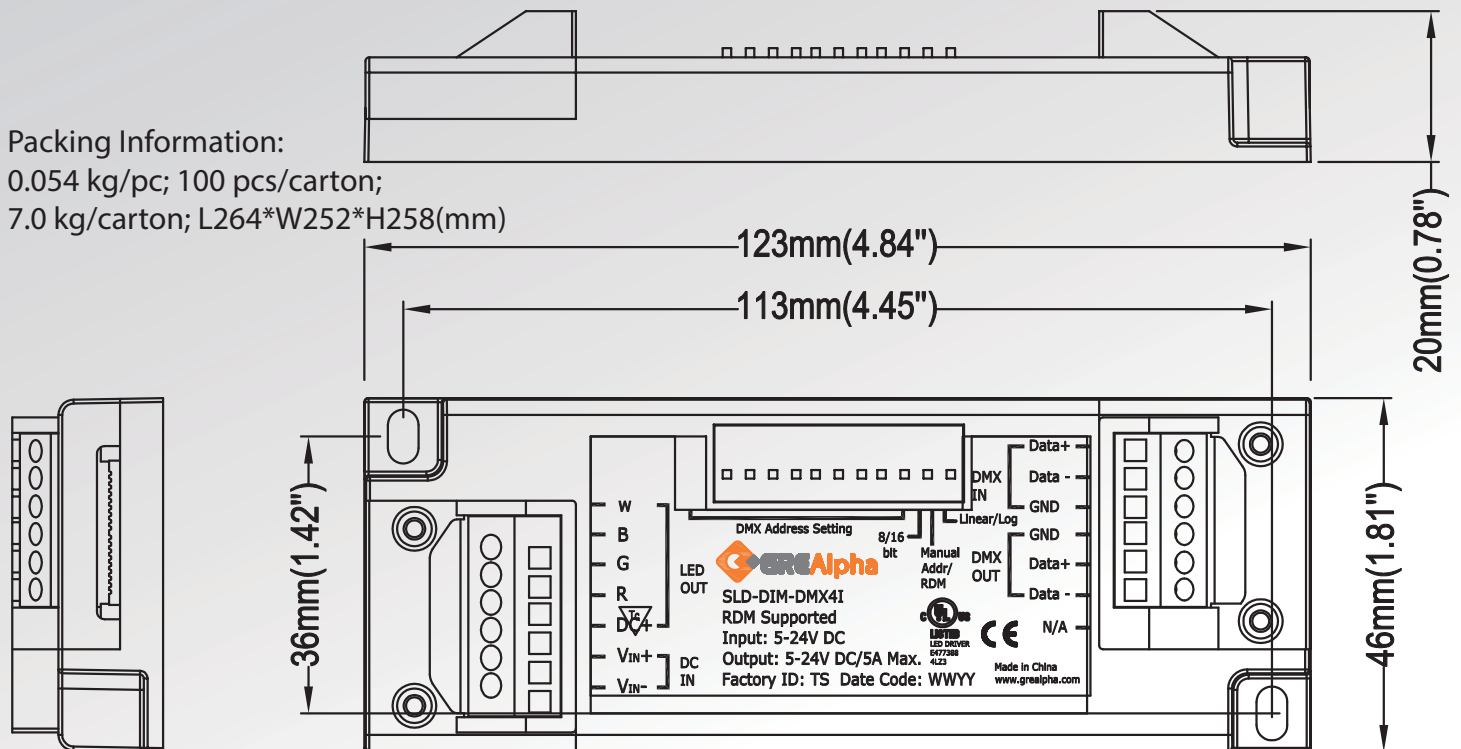 Packing Information:
0.054 kg/pc; 100 pcs/carton;
7.0 kg/carton; L264*W252*H258(mm)
20mm(0.78")
123mm(4.84")
113mm(4.45")
36mm(1.42")
46mm(1.81")
W
B
G
R
DC+
Tc
LED
OUT
VIN+
VIN-
DC
IN
DMX Address Setting
8/16
bit
Manual
Addr/
RDM
Linear/Log
DMX
IN
Data+
Data -
GND
DMX
OUT
GND
Data+
Data -
N/A
GREAlpha
SLD-DIM-DMX4I
RDM Supported
Input: 5-24V DC
Output: 5-24V DC/5A Max.
Factory ID: TS Date Code: WWYY
c UL us
LISTED
LED DRIVER
E477388
4LZ3
CE
Made in China
www.grealpha.com